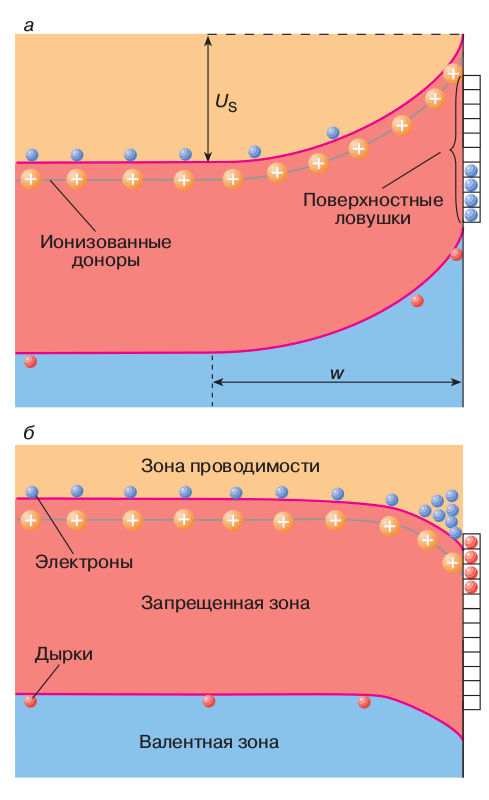 а
U_S
Поверхностные
ловушки
Ионизованные
доноры
w
б
Зона проводимости
Электроны
Запрещенная зона
Дырки
Валентная зона